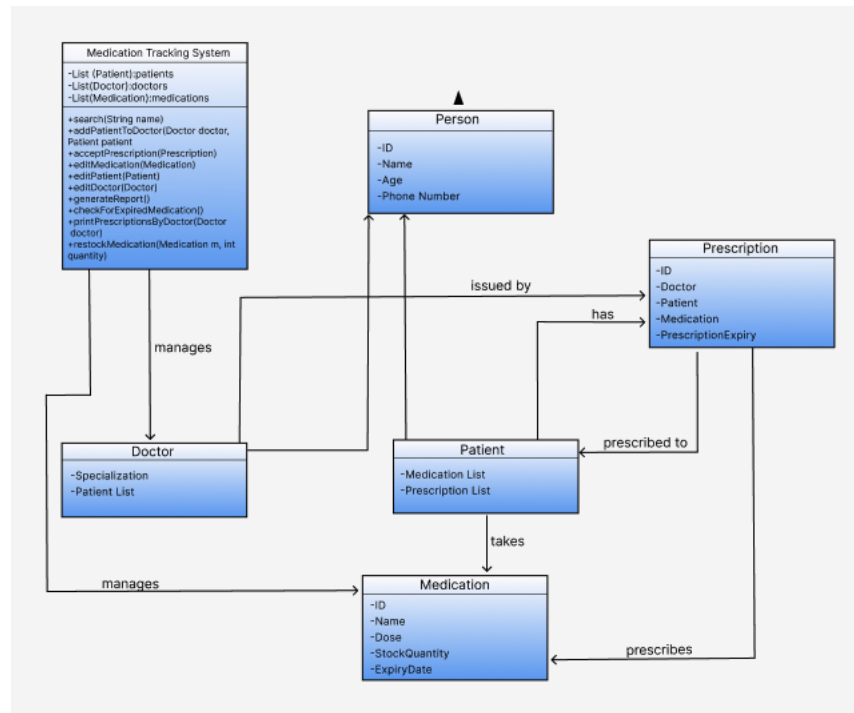 Medication Tracking System
-List (Patient):patients
-List(Doctor):doctors
-List(Medication):medications
+search(String name)
+addPatientToDoctor(Doctor doctor,
Patient patient
+acceptPrescription(Prescription)
+editMedication(Medication)
+editPatient(Patient)
+editDoctor(Doctor)
+generateReport()
+checkForExpiredMedication()
+printPrescriptionsByDoctor(Doctor
doctor)
+restockMedication(Medication m, int
quantity)
Person
-ID
-Name
-Age
-Phone Number
Prescription
-ID
-Doctor
-Patient
-Medication
-PrescriptionExpiry
issued by
has
manages
prescribed to
Doctor
-Specialization
-Patient List
Patient
-Medication List
-Prescription List
takes
manages
Medication
-ID
-Name
-Dose
-StockQuantity
-ExpiryDate
prescribes